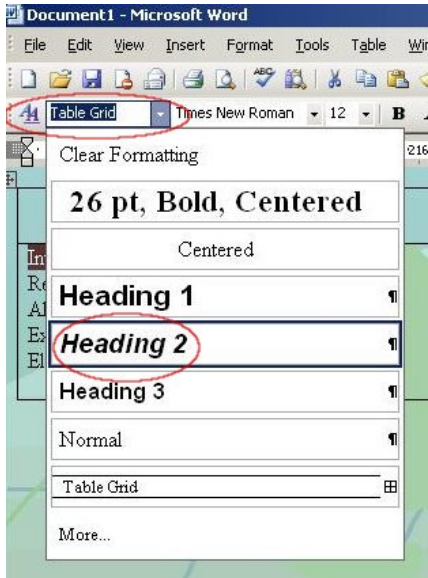 Document1 - Microsoft Word
File Edit View Insert Format Tools Table
Table Grid Times New Roman 12 B
Clear Formatting
26 pt, Bold, Centered
Centered
Heading 1 ¶
Heading 2 ¶
Heading 3 ¶
Normal ¶
Table Grid
More...